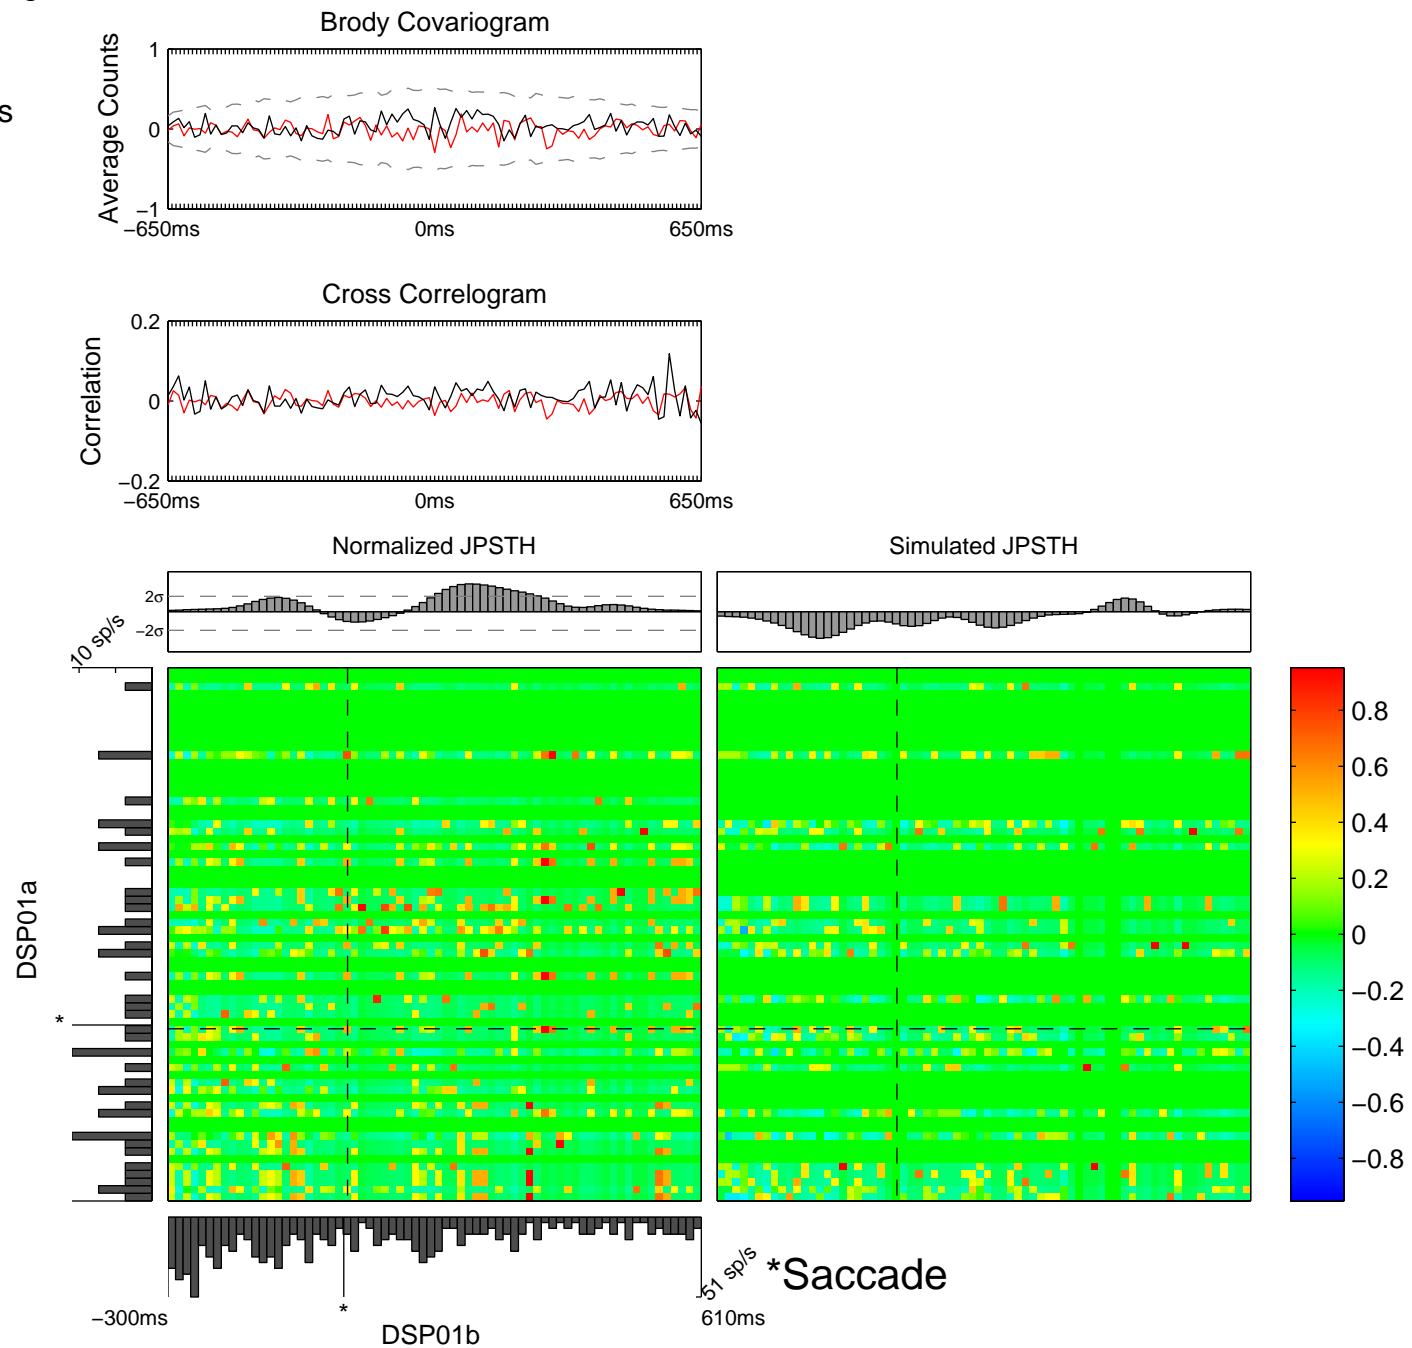 g
Brody Covariogram
s
Average Counts
1
0
−1
−650ms
0ms
650ms
Cross Correlogram
Correlation
0.2
0
−0.2
−650ms
0ms
650ms
Normalized JPSTH
Simulated JPSTH
2σ
−2σ
10 sp/s
DSP01a
*
0.8
0.6
0.4
0.2
0
−0.2
−0.4
−0.6
−0.8
51 sp/s
*Saccade
*
−300ms
610ms
DSP01b